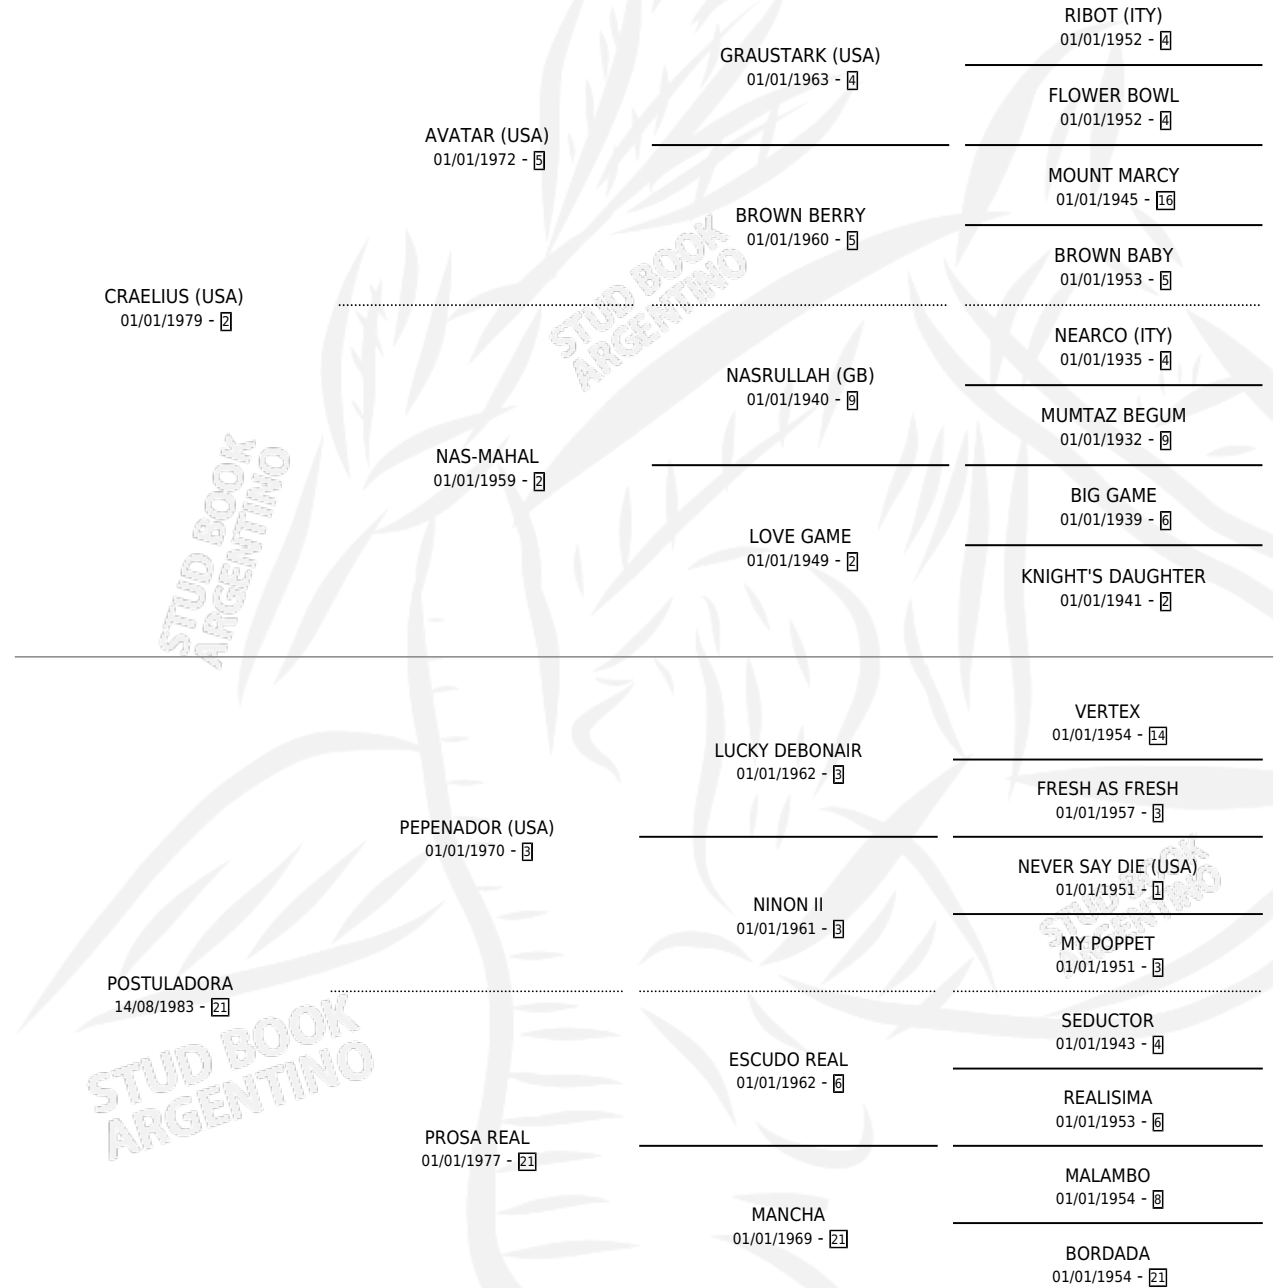 RIBOT (ITY)
01/01/1952 - 4
GRAUSTARK (USA)
01/01/1963 - 4
FLOWER BOWL
01/01/1952 - 4
AVATAR (USA)
01/01/1972 - 5
MOUNT MARCY
01/01/1945 - 16
BROWN BERRY
01/01/1960 - 5
BROWN BABY
01/01/1953 - 5
CRAELIUS (USA)
01/01/1979 - 2
NEARCO (ITY)
01/01/1935 - 4
NASRULLAH (GB)
01/01/1940 - 9
MUMTAZ BEGUM
01/01/1932 - 9
NAS-MAHAL
01/01/1959 - 2
BIG GAME
01/01/1939 - 6
LOVE GAME
01/01/1949 - 2
KNIGHT'S DAUGHTER
01/01/1941 - 2
STUD BOOK
ARGENTINO
STUD BOOK
ARGENTINO
VERTEX
01/01/1954 - 14
LUCKY DEBONAIR
01/01/1962 - 3
FRESH AS FRESH
01/01/1957 - 3
PEPENADOR (USA)
01/01/1970 - 3
NEVER SAY DIE (USA)
01/01/1951 - 1
NINON II
01/01/1961 - 3
MY POPPET
01/01/1951 - 3
POSTULADORA
14/08/1983 - 21
SEDUCTOR
01/01/1943 - 4
ESCUDO REAL
01/01/1962 - 6
REALISIMA
01/01/1953 - 6
PROSA REAL
01/01/1977 - 21
MALAMBO
01/01/1954 - 8
MANCHA
01/01/1969 - 21
BORDADA
01/01/1954 - 21
STUD BOOK
ARGENTINO
STUD BOOK
ARGENTINO